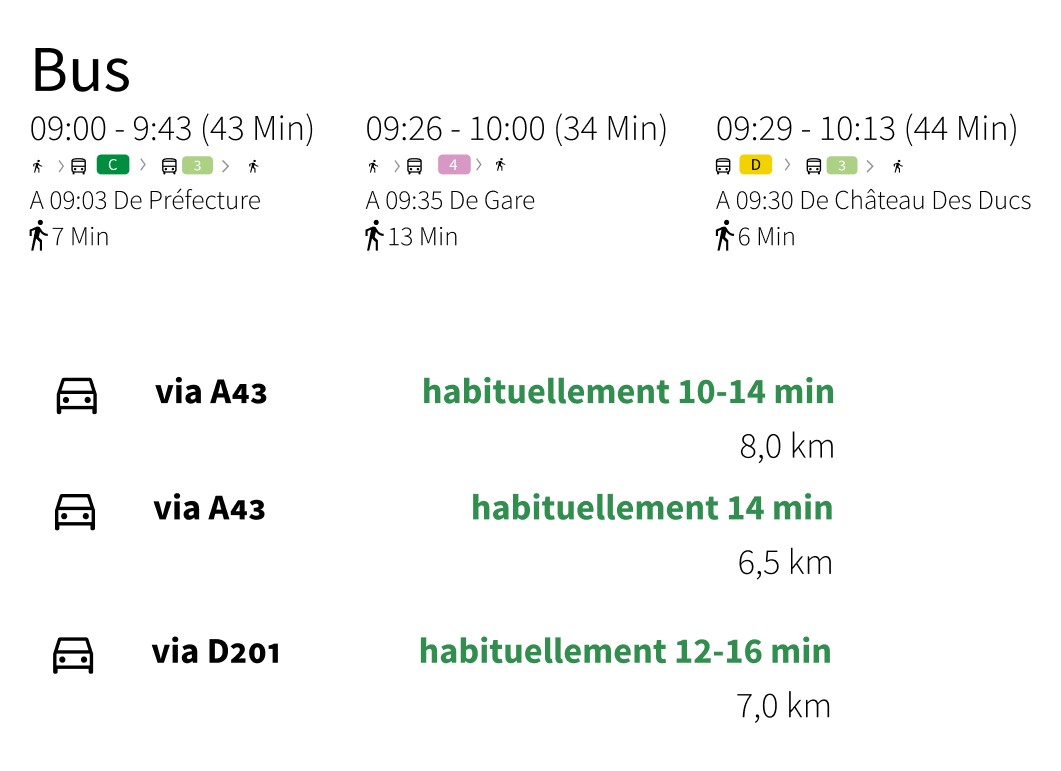 Bus
09:00 - 9:43 (43 Min)
C 3
A 09:03 De Préfecture
7 Min
09:26 - 10:00 (34 Min)
4
A 09:35 De Gare
13 Min
09:29 - 10:13 (44 Min)
D 3
A 09:30 De Château Des Ducs
6 Min
via A43 habituellement 10-14 min
8,0 km
via A43 habituellement 14 min
6,5 km
via D201 habituellement 12-16 min
7,0 km